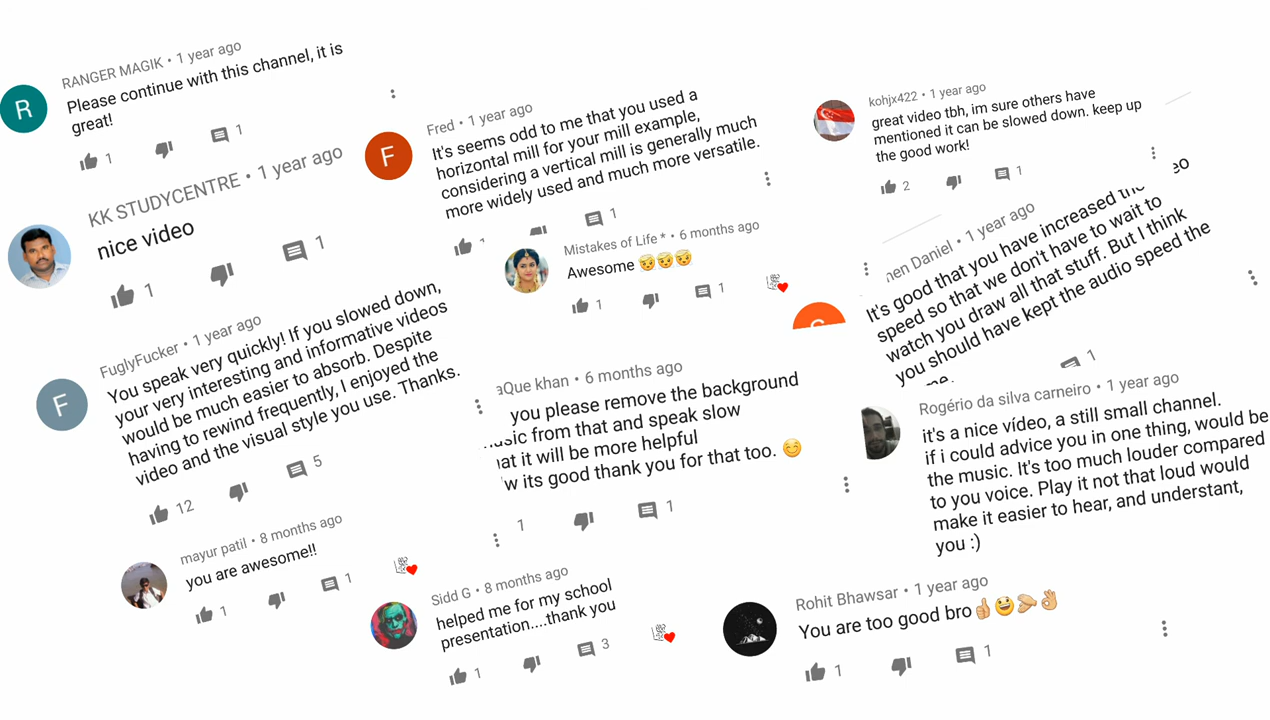 RANGER MAGIK • 1 year ago
Please continue with this channel, it is
great!
1
1
R
KK STUDYCENTRE • 1 year ago
nice video
1
1
FuglyFucker • 1 year ago
You speak very quickly! If you slowed down,
your very interesting and informative videos
would be much easier to absorb. Despite
having to rewind frequently, I enjoyed the
video and the visual style you use. Thanks.
12
5
F
mayur patil • 8 months ago
you are awesome!!
1
1
Fred • 1 year ago
It's seems odd to me that you used a
horizontal mill for your mill example,
considering a vertical mill is generally much
more widely used and much more versatile.
1
F
Mistakes of Life * • 6 months ago
Awesome 😇😇😇
1
1
aQue khan • 6 months ago
you please remove the background
usic from that and speak slow
at it will be more helpful
w its good thank you for that too. 😊
1
1
Sidd G • 8 months ago
helped me for my school
presentation....thank you
1
3
kohjx422 • 1 year ago
great video tbh, im sure others have
mentioned it can be slowed down. keep up
the good work!
2
1
hen Daniel • 1 year ago
It's good that you have increased the eo
speed so that we don't have to wait to
watch you draw all that stuff. But I think
you should have kept the audio speed the
me.
1
Rogério da silva carneiro • 1 year ago
it's a nice vídeo, a still small channel.
if i could advice you in one thing, would be
the music. It's too much louder compared
to you voice. Play it not that loud would
make it easier to hear, and understant,
you :)
Rohit Bhawsar • 1 year ago
You are too good bro👍😃👏👌
1
1